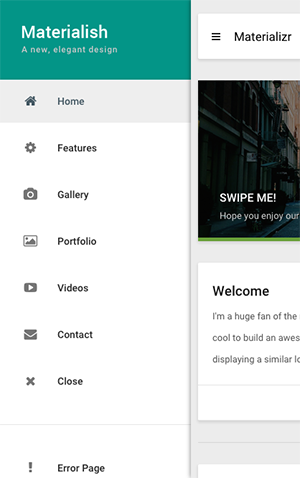 Materialish
A new, elegant design
Home
Features
Gallery
Portfolio
Videos
Contact
Close
Error Page
Materializr
SWIPE ME!
Hope you enjoy our
Welcome
I'm a huge fan of the
cool to build an awes
displaying a similar lo